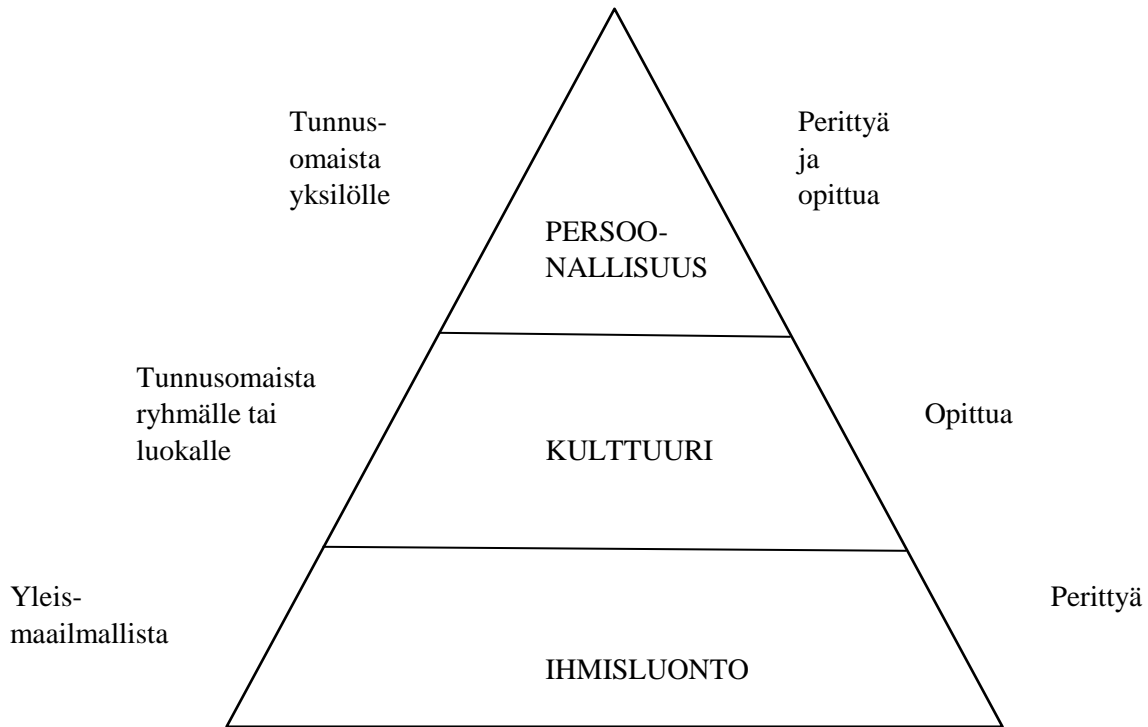 Tunnus-
omaista
yksilölle
Perittyä
ja
opittua
PERSOO-
NALLISUUS
Tunnusomaista
ryhmälle tai
luokalle
KULTTUURI
Opittua
Yleis-
maailmallista
IHMISLUONTO
Perittyä